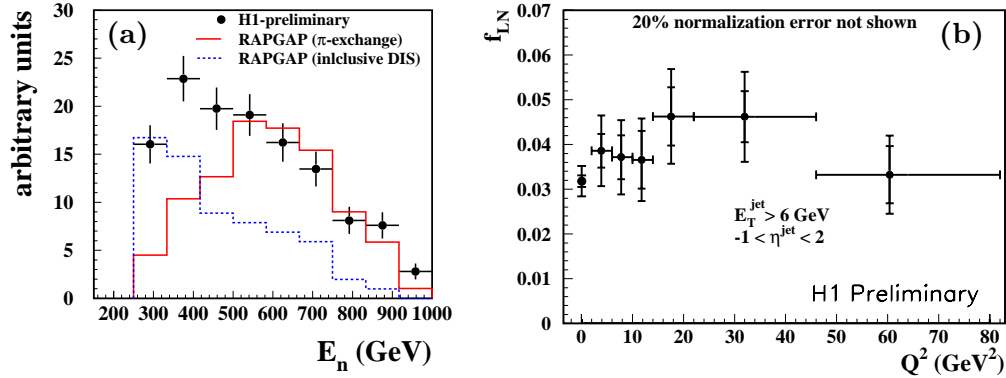 (a)
H1-preliminary
RAPGAP (π-exchange)
RAPGAP (inlclusive DIS)
arbitrary units
30
25
20
15
10
5
0
200 300 400 500 600 700 800 900 1000
E_n (GeV)
20% normalization error not shown
(b)
f_LN
0.07
0.06
0.05
0.04
0.03
0.02
0.01
0
E_T^jet > 6 GeV
-1 < η^jet < 2
H1 Preliminary
0 10 20 30 40 50 60 70 80
Q^2 (GeV^2)